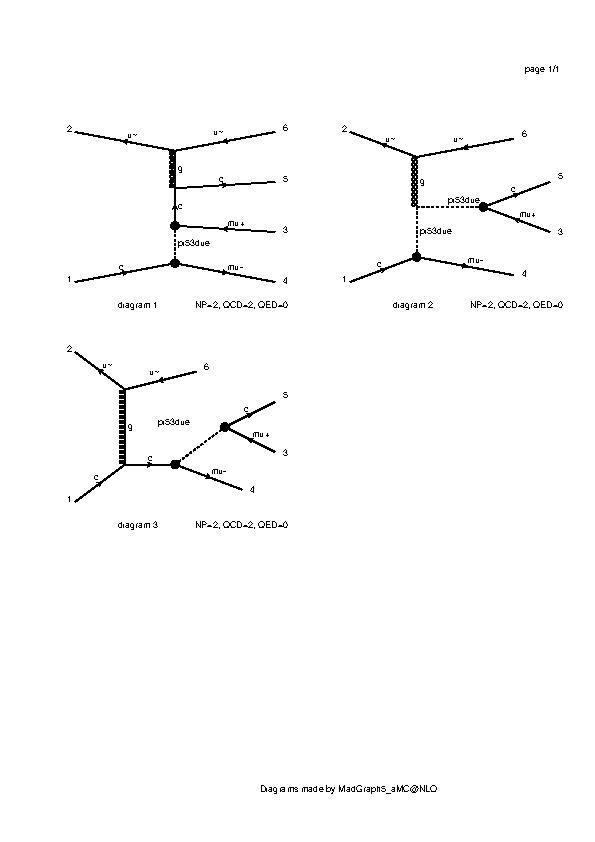 page 1/1
2
u~
u~
6
g
c
5
c
mu+
3
pi53due
1
c
mu-
4
diagram 1 NP=2, QCD=2, QED=0
2
u~
u~
6
g
c
5
pi53due
mu+
3
pi53due
1
c
mu-
4
diagram 2 NP=2, QCD=2, QED=0
2
u~
u~
6
g
pi53due
c
5
mu+
3
c
c
mu-
1
4
diagram 3 NP=2, QCD=2, QED=0
Diagrams made by MadGraph5_aMC@NLO